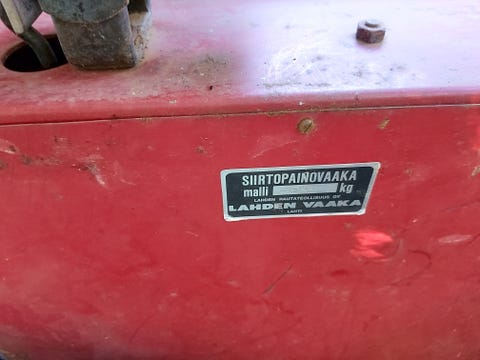 SIIRTOPAINOVAAKA
malli kg
LAHDEN RAUTATEOLLISUUS OY
LAHDEN VAAKA
LAHTI